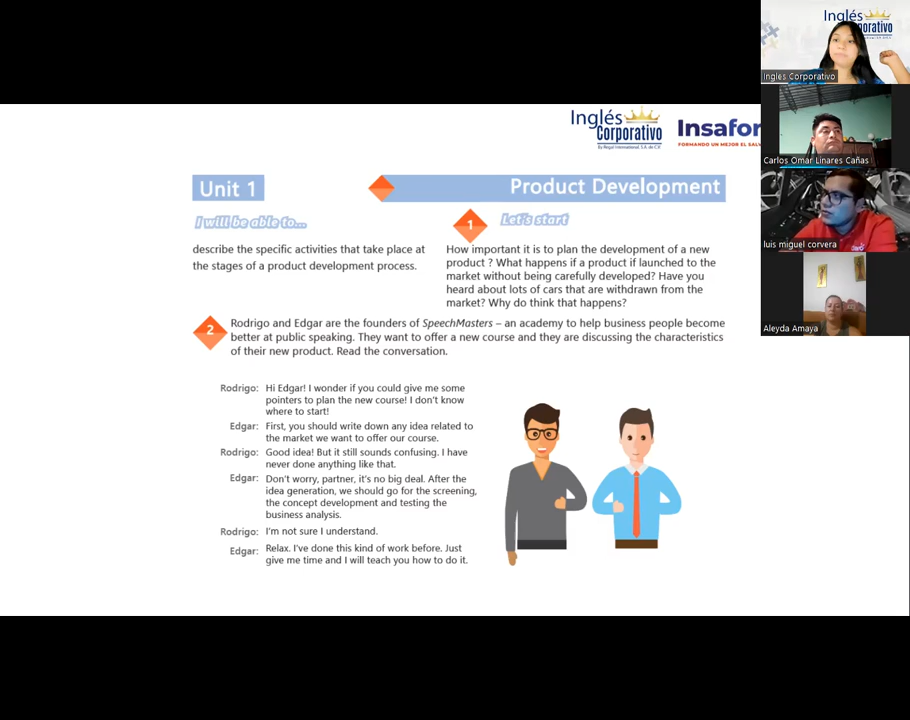 Inglés
Corporativo
By Regal International, S.A. de C.V.
Insafor
FORMANDO UN MEJOR EL SALV
Unit 1
Product Development
I will be able to...
describe the specific activities that take place at
the stages of a product development process.
1
Let's start
How important it is to plan the development of a new
product ? What happens if a product if launched to the
market without being carefully developed? Have you
heard about lots of cars that are withdrawn from the
market? Why do think that happens?
2
Rodrigo and Edgar are the founders of SpeechMasters – an academy to help business people become
better at public speaking. They want to offer a new course and they are discussing the characteristics
of their new product. Read the conversation.
Rodrigo: Hi Edgar! I wonder if you could give me some
pointers to plan the new course! I don't know
where to start!
Edgar: First, you should write down any idea related to
the market we want to offer our course.
Rodrigo: Good idea! But it still sounds confusing. I have
never done anything like that.
Edgar: Don't worry, partner, it's no big deal. After the
idea generation, we should go for the screening,
the concept development and testing the
business analysis.
Rodrigo: I'm not sure I understand.
Edgar: Relax. I've done this kind of work before. Just
give me time and I will teach you how to do it.
Inglés
Corporativo
Inglés Corporativo
Carlos Omar Linares Cañas
luis miguel corvera
Claro
Aleyda Amaya